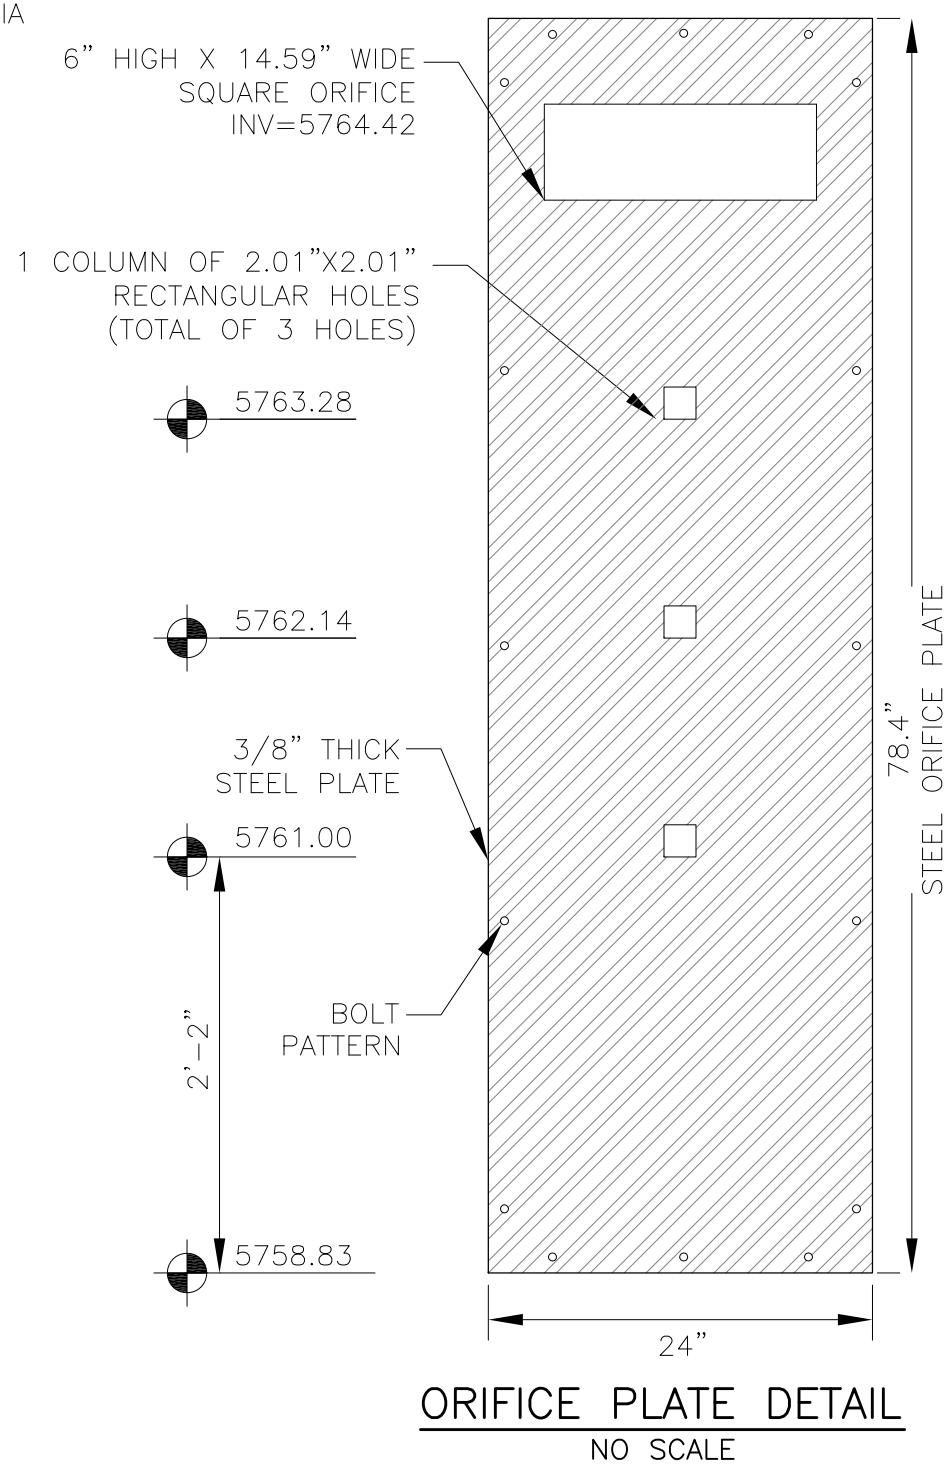 IA
6” HIGH X 14.59” WIDE
SQUARE ORIFICE
INV=5764.42
1 COLUMN OF 2.01”X2.01”
RECTANGULAR HOLES
(TOTAL OF 3 HOLES)
5763.28
5762.14
3/8” THICK
STEEL PLATE
5761.00
BOLT
PATTERN
2’-2”
5758.83
78.4”
STEEL ORIFICE PLATE
24”
ORIFICE PLATE DETAIL
NO SCALE